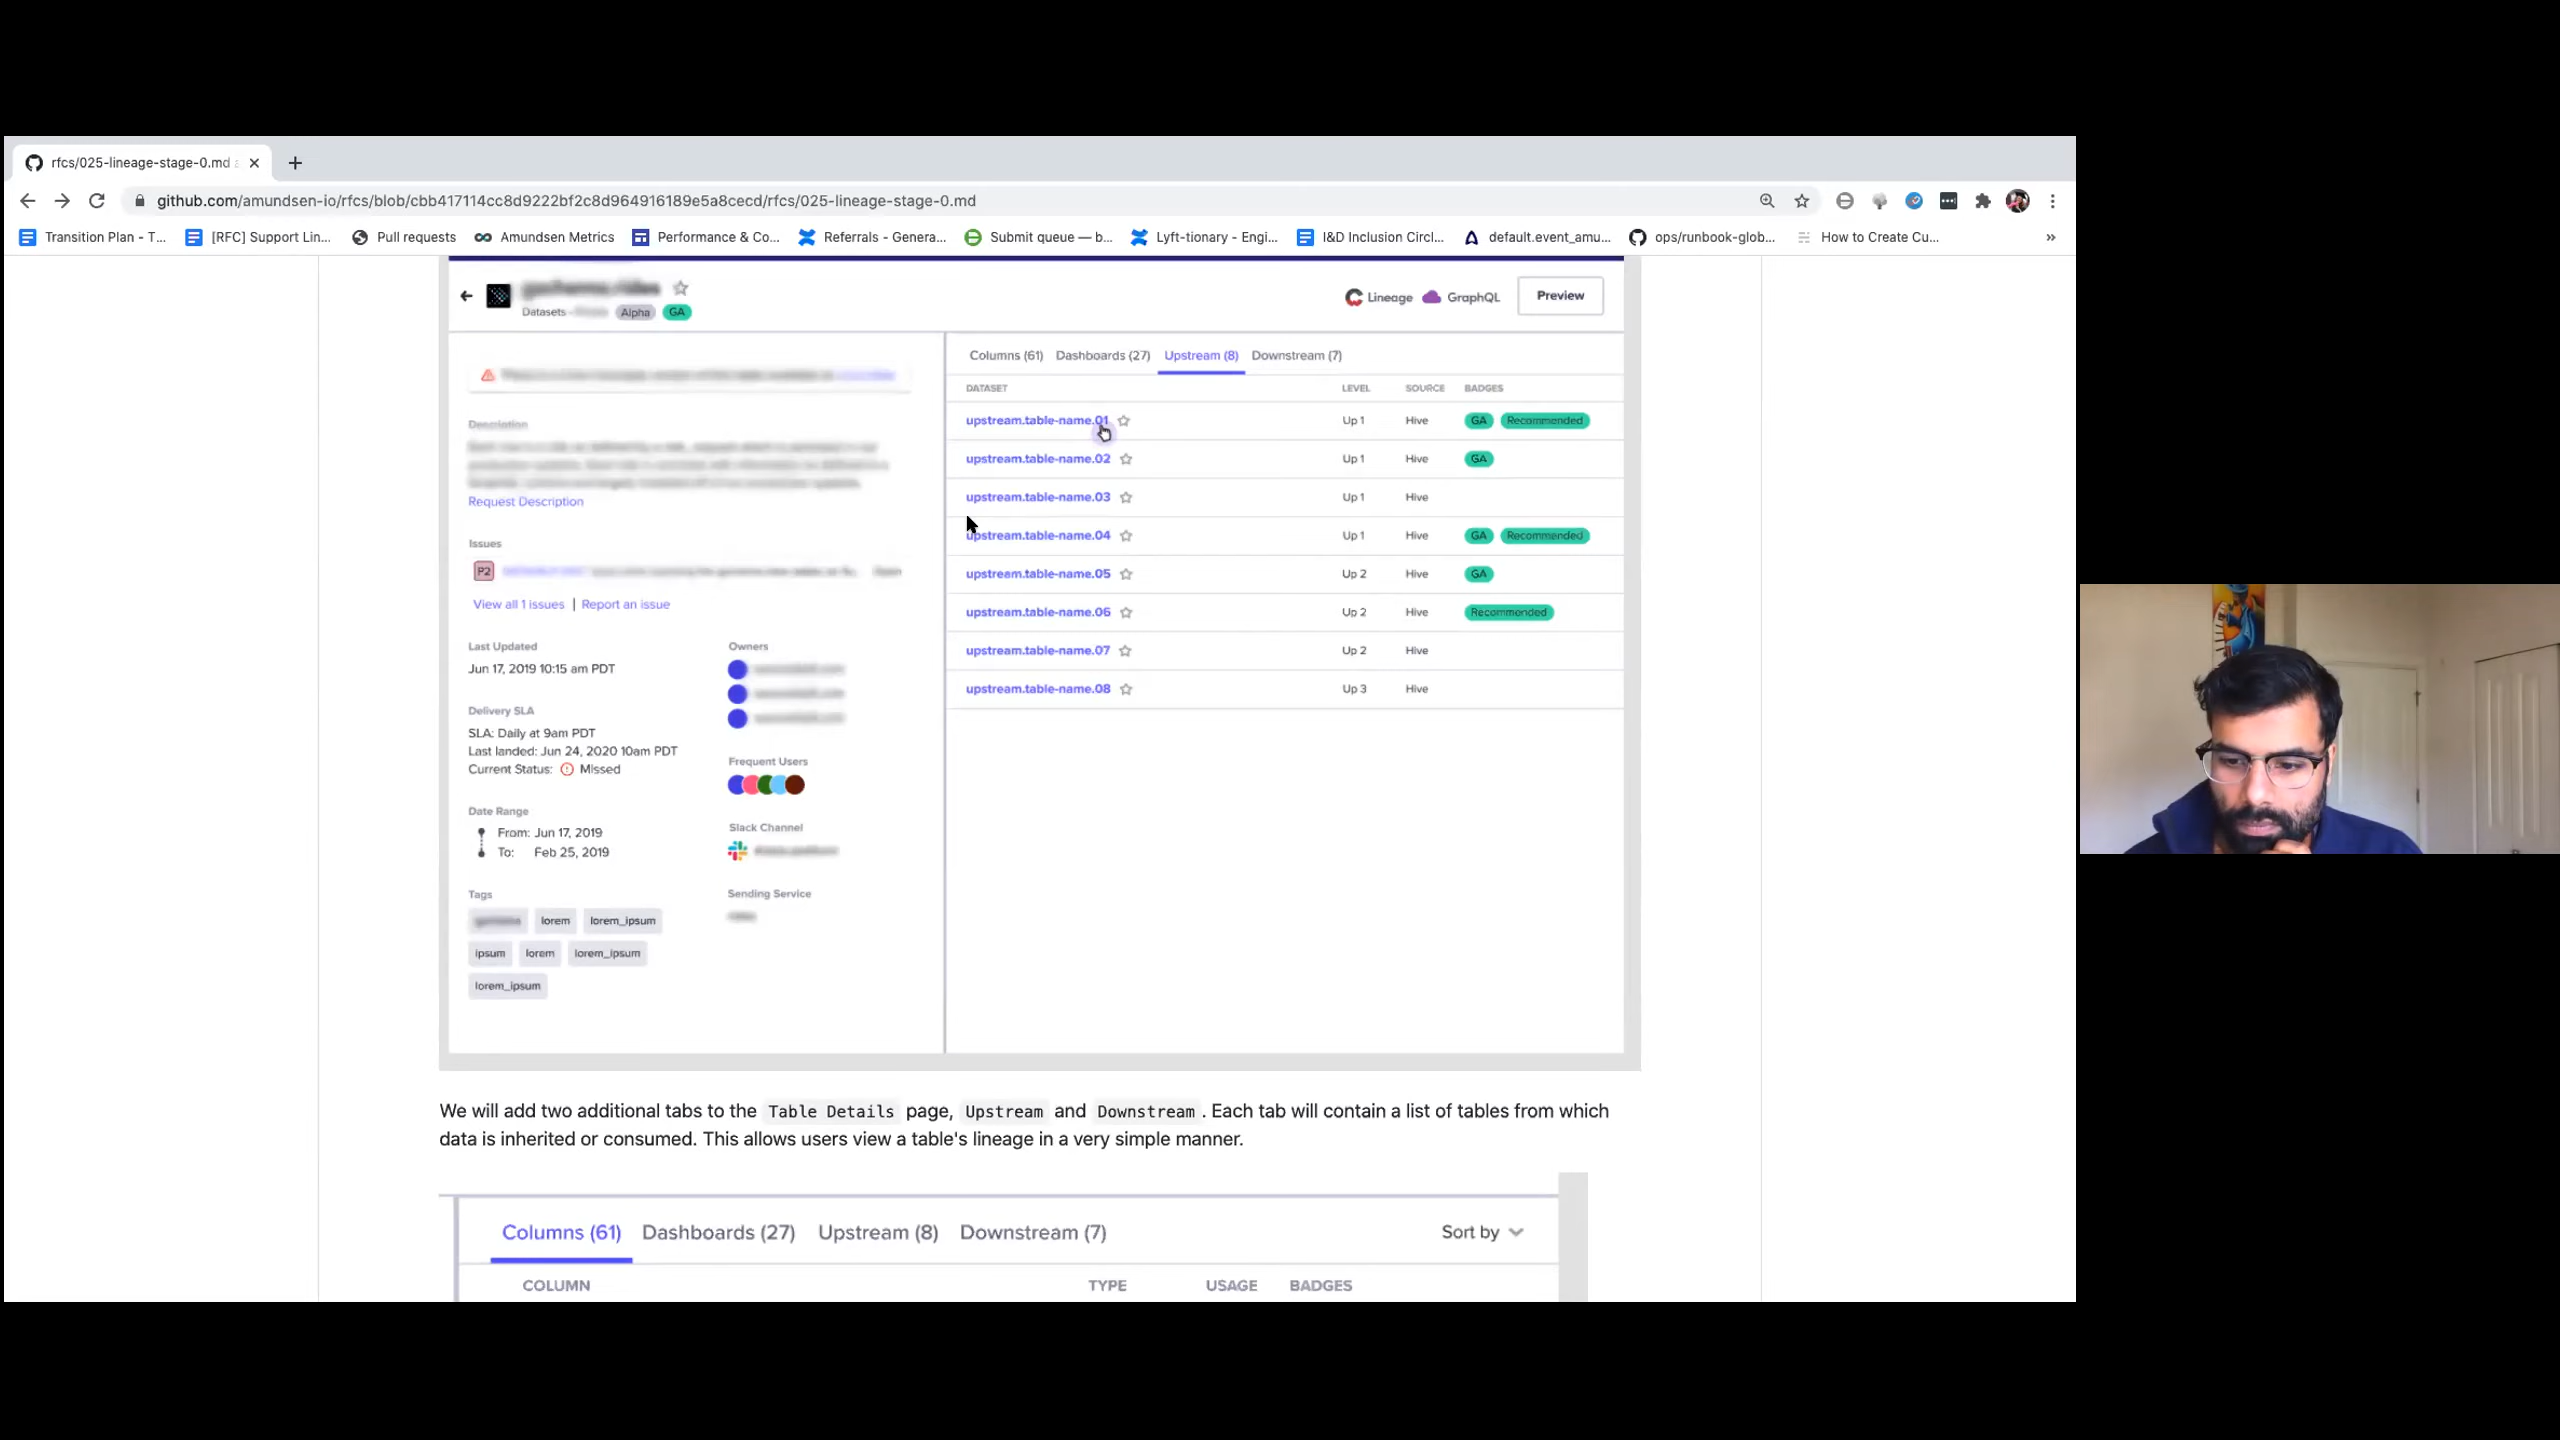 rfcs/025-lineage-stage-0.md
github.com/amundsen-io/rfcs/blob/cbb417114cc8d9222bf2c8d964916189e5a8cecd/rfcs/025-lineage-stage-0.md
Transition Plan - T... [RFC] Support Lin... Pull requests Amundsen Metrics Performance & Co... Referrals - Genera... Submit queue — b... Lyft-tionary - Engi... I&D Inclusion Circl... default.event_amu... ops/runbook-glob... How to Create Cu... »
Datasets - Alpha GA
Lineage GraphQL Preview
Description
Request Description
Issues
P2
View all 1 issues | Report an issue
Last Updated
Jun 17, 2019 10:15 am PDT
Delivery SLA
SLA: Daily at 9am PDT
Last landed: Jun 24, 2020 10am PDT
Current Status: Missed
Date Range
From: Jun 17, 2019
To: Feb 25, 2019
Tags
lorem lorem_ipsum
ipsum lorem lorem_ipsum
lorem_ipsum
Owners
Frequent Users
Slack Channel
Sending Service
Columns (61) Dashboards (27) Upstream (8) Downstream (7)
DATASET LEVEL SOURCE BADGES
upstream.table-name.01 Up 1 Hive GA Recommended
upstream.table-name.02 Up 1 Hive GA
upstream.table-name.03 Up 1 Hive
upstream.table-name.04 Up 1 Hive GA Recommended
upstream.table-name.05 Up 2 Hive GA
upstream.table-name.06 Up 2 Hive Recommended
upstream.table-name.07 Up 2 Hive
upstream.table-name.08 Up 3 Hive
We will add two additional tabs to the Table Details page, Upstream and Downstream. Each tab will contain a list of tables from which
data is inherited or consumed. This allows users view a table's lineage in a very simple manner.
Columns (61) Dashboards (27) Upstream (8) Downstream (7) Sort by
COLUMN TYPE USAGE BADGES